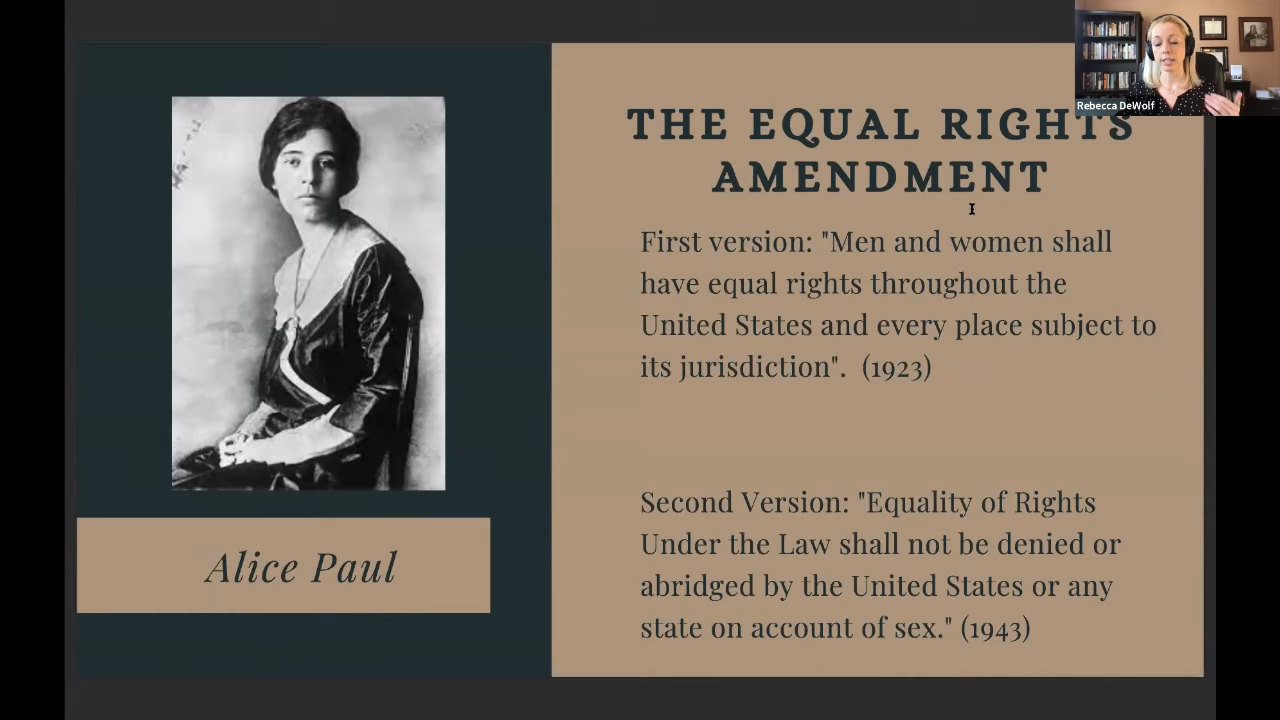 Rebecca DeWolf
THE EQUAL RIGHTS
AMENDMENT
First version: "Men and women shall
have equal rights throughout the
United States and every place subject to
its jurisdiction".  (1923)
Second Version: "Equality of Rights
Under the Law shall not be denied or
abridged by the United States or any
state on account of sex." (1943)
Alice Paul